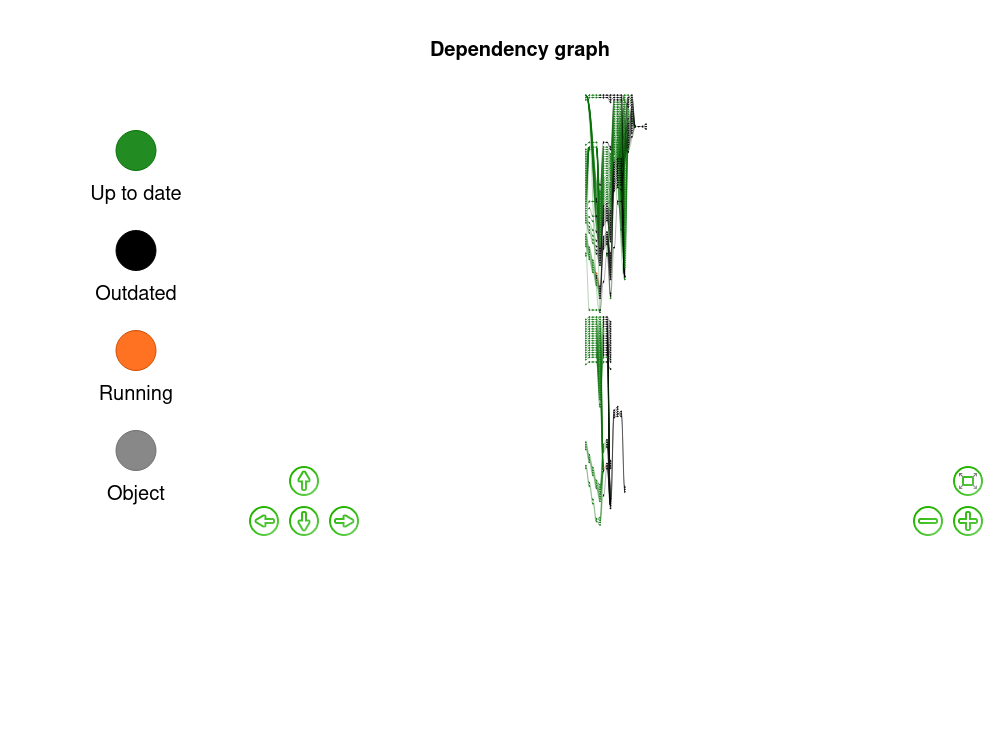 Dependency graph
Up to date
Outdated
Running
Object